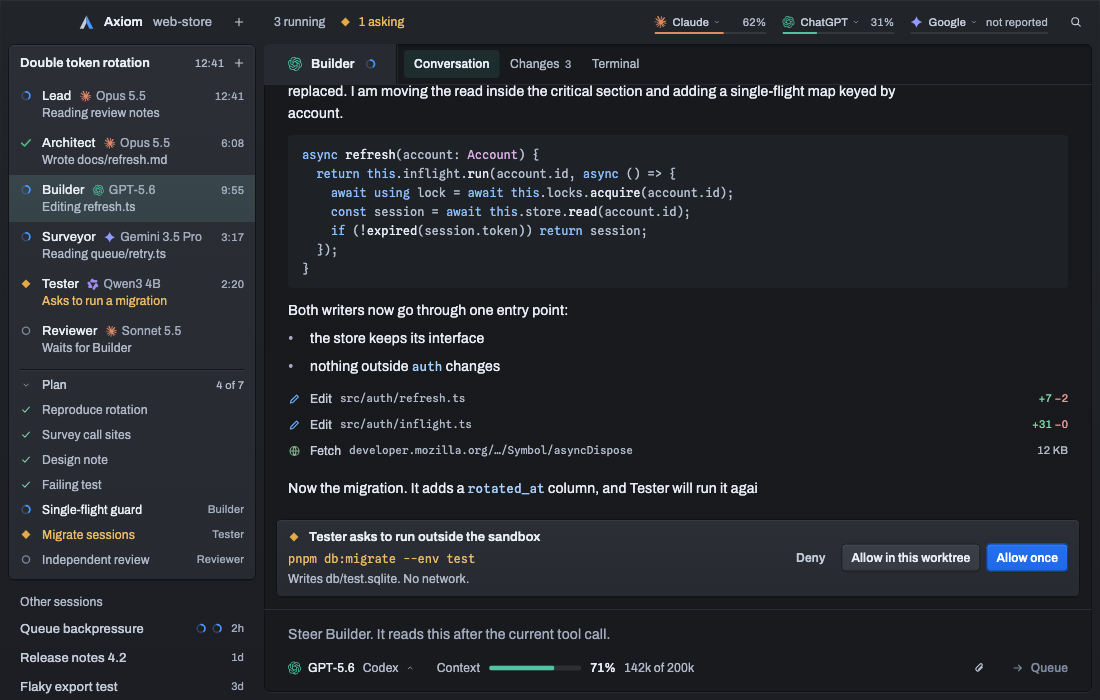 Axiom web-store + 3 running 1 asking Claude 62% ChatGPT 31% Google not reported
Double token rotation 12:41 +
Lead Opus 5.5 12:41
Reading review notes
Architect Opus 5.5 6:08
Wrote docs/refresh.md
Builder GPT-5.6 9:55
Editing refresh.ts
Surveyor Gemini 3.5 Pro 3:17
Reading queue/retry.ts
Tester Qwen3 4B 2:20
Asks to run a migration
Reviewer Sonnet 5.5
Waits for Builder
Plan 4 of 7
Reproduce rotation
Survey call sites
Design note
Failing test
Single-flight guard Builder
Migrate sessions Tester
Independent review Reviewer
Other sessions
Queue backpressure 2h
Release notes 4.2 1d
Flaky export test 3d
Builder Conversation Changes 3 Terminal
replaced. I am moving the read inside the critical section and adding a single-flight map keyed by
account.
async refresh(account: Account) {
return this.inflight.run(account.id, async () => {
await using lock = await this.locks.acquire(account.id);
const session = await this.store.read(account.id);
if (!expired(session.token)) return session;
});
}
Both writers now go through one entry point:
• the store keeps its interface
• nothing outside auth changes
Edit src/auth/refresh.ts +7 −2
Edit src/auth/inflight.ts +31 −0
Fetch developer.mozilla.org/…/Symbol/asyncDispose 12 KB
Now the migration. It adds a rotated_at column, and Tester will run it agai
Tester asks to run outside the sandbox
pnpm db:migrate --env test
Writes db/test.sqlite. No network.
Deny Allow in this worktree Allow once
Steer Builder. It reads this after the current tool call.
GPT-5.6 Codex Context 71% 142k of 200k Queue